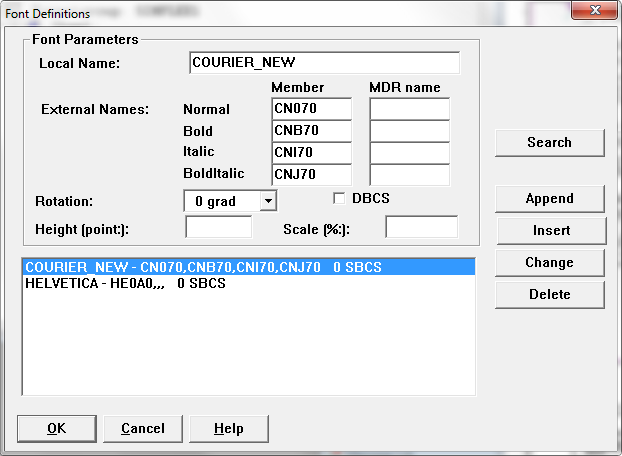 Font Definitions
Font Parameters
Local Name: COURIER_NEW
Member MDR name
External Names: Normal CN070
Bold CNB70
Italic CNI70
BoldItalic CNJ70
Rotation: 0 grad DBCS
Height (point:): Scale (%:):
Search
Append
Insert
Change
Delete
COURIER_NEW - CN070,CNB70,CNI70,CNJ70 0 SBCS
HELVETICA - HE0A0,,, 0 SBCS
OK Cancel Help